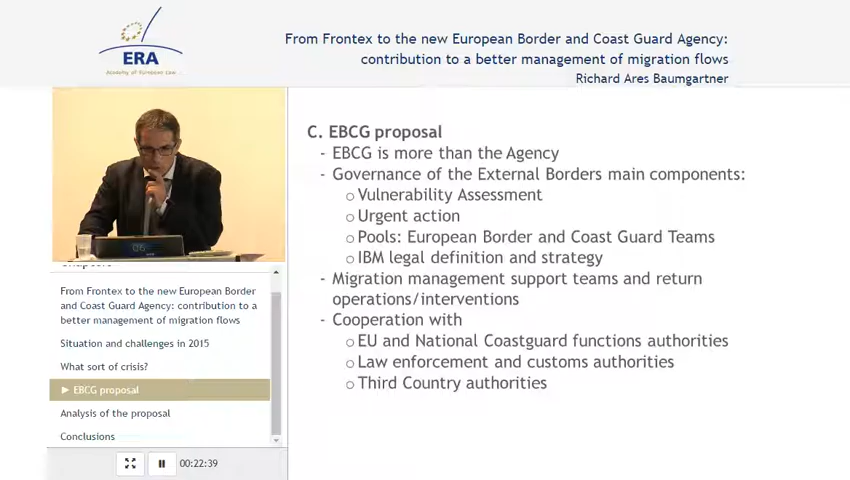 ERA
Academy of European Law
From Frontex to the new European Border and Coast Guard Agency:
contribution to a better management of migration flows
Richard Ares Baumgartner
C. EBCG proposal
- EBCG is more than the Agency
- Governance of the External Borders main components:
o Vulnerability Assessment
o Urgent action
o Pools: European Border and Coast Guard Teams
o IBM legal definition and strategy
- Migration management support teams and return
operations/interventions
- Cooperation with
o EU and National Coastguard functions authorities
o Law enforcement and customs authorities
o Third Country authorities
From Frontex to the new European Border
and Coast Guard Agency: contribution to a
better management of migration flows
Situation and challenges in 2015
What sort of crisis?
► EBCG proposal
Analysis of the proposal
Conclusions
00:22:39